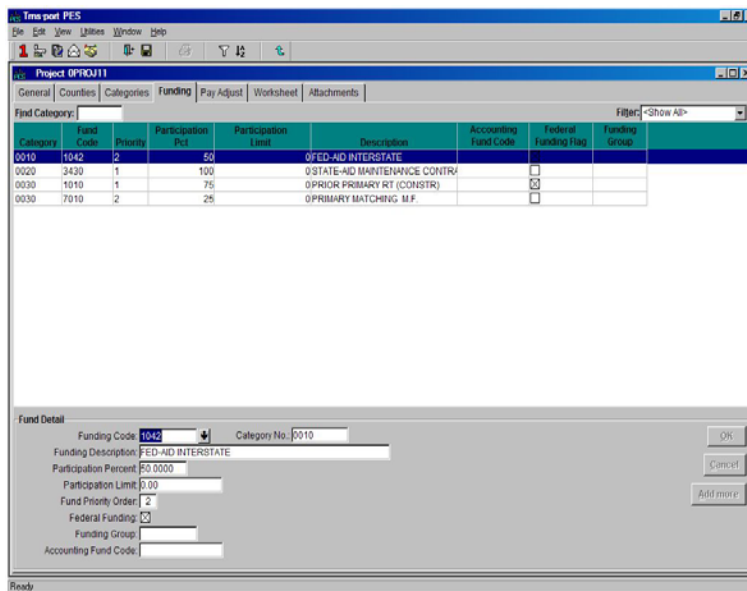 Trns·port PES
File Edit View Utilities Window Help
Project 0PROJ11
General Counties Categories Funding Pay Adjust Worksheet Attachments
Find Category: Filter: <Show All>
Category Fund Code Priority Participation Pct Participation Limit Description Accounting Fund Code Federal Funding Flag Funding Group
0010 1042 2 50 0 FED-AID INTERSTATE
0020 3430 1 100 0 STATE-AID MAINTENANCE CONTRA
0030 1010 1 75 0 PRIOR PRIMARY RT (CONSTR)
0030 7010 2 25 0 PRIMARY MATCHING M.F.
Fund Detail
Funding Code: 1042 Category No.: 0010
OK
Funding Description: FED-AID INTERSTATE
Participation Percent: 50.0000
Cancel
Participation Limit: 0.00
Fund Priority Order: 2
Add more
Federal Funding:
Funding Group:
Accounting Fund Code:
Ready